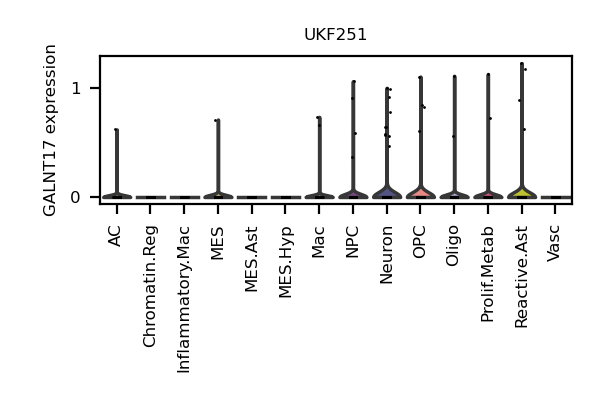 UKF251
GALNT17 expression
1
0
AC
Chromatin.Reg
Inflammatory.Mac
MES
MES.Ast
MES.Hyp
Mac
NPC
Neuron
OPC
Oligo
Prolif.Metab
Reactive.Ast
Vasc